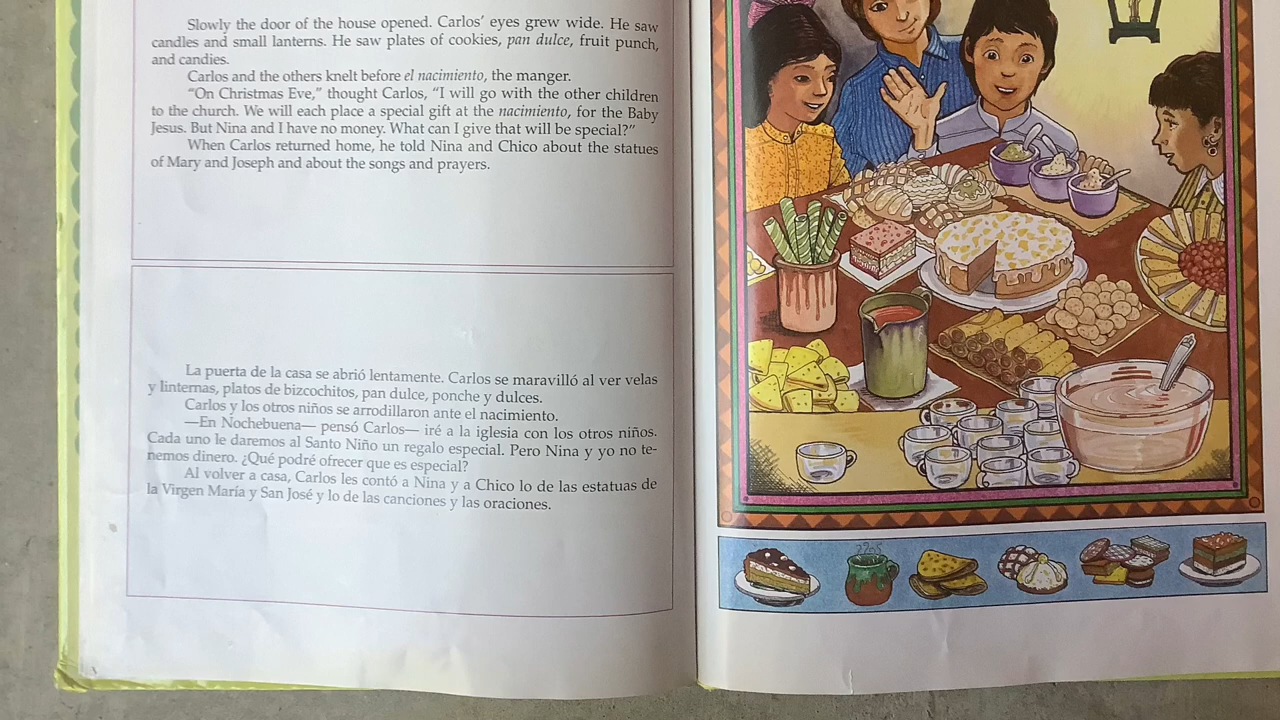 Slowly the door of the house opened. Carlos’ eyes grew wide. He saw
candles and small lanterns. He saw plates of cookies, pan dulce, fruit punch,
and candies.
Carlos and the others knelt before el nacimiento, the manger.
“On Christmas Eve,” thought Carlos, “I will go with the other children
to the church. We will each place a special gift at the nacimiento, for the Baby
Jesus. But Nina and I have no money. What can I give that will be special?”
When Carlos returned home, he told Nina and Chico about the statues
of Mary and Joseph and about the songs and prayers.
La puerta de la casa se abrió lentamente. Carlos se maravilló al ver velas
y linternas, platos de bizcochitos, pan dulce, ponche y dulces.
Carlos y los otros niños se arrodillaron ante el nacimiento.
—En Nochebuena— pensó Carlos— iré a la iglesia con los otros niños.
Cada uno le daremos al Santo Niño un regalo especial. Pero Nina y yo no te-
nemos dinero. ¿Qué podré ofrecer que es especial?
Al volver a casa, Carlos les contó a Nina y a Chico lo de las estatuas de
la Virgen María y San José y lo de las canciones y las oraciones.